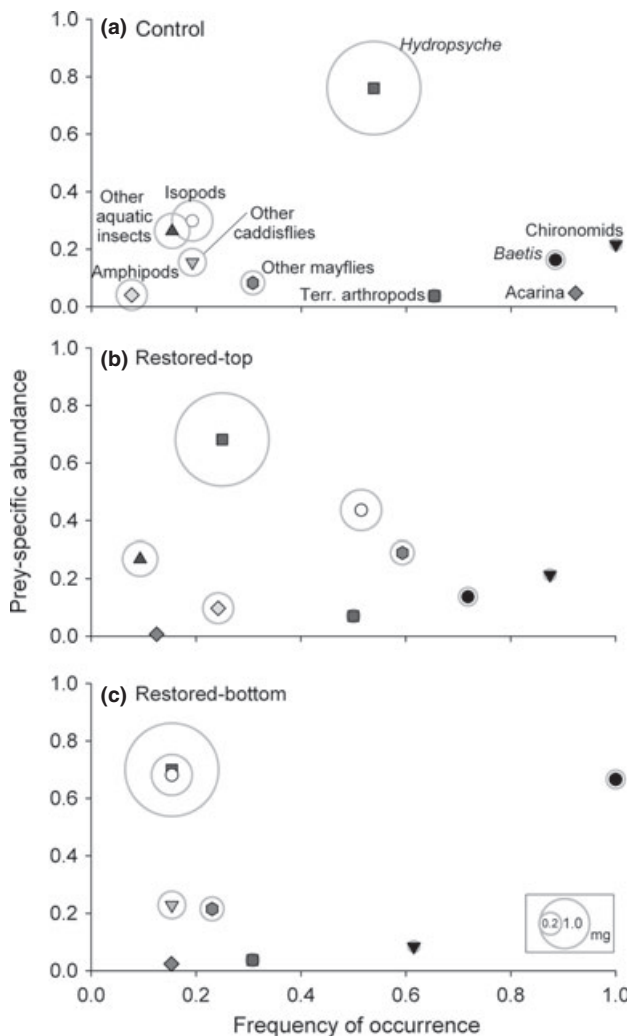 (a) Control
Hydropsyche
1.0
0.8
0.6
0.4
0.2
0.0
Isopods
Other
aquatic
insects
Other
caddisflies
Chironomids
Baetis
Amphipods
Other mayflies
Terr. arthropods
Acarina
(b) Restored-top
1.0
0.8
0.6
0.4
0.2
0.0
Prey-specific abundance
(c) Restored-bottom
1.0
0.8
0.6
0.4
0.2
0.0
0.2 1.0
mg
0.0 0.2 0.4 0.6 0.8 1.0
Frequency of occurrence